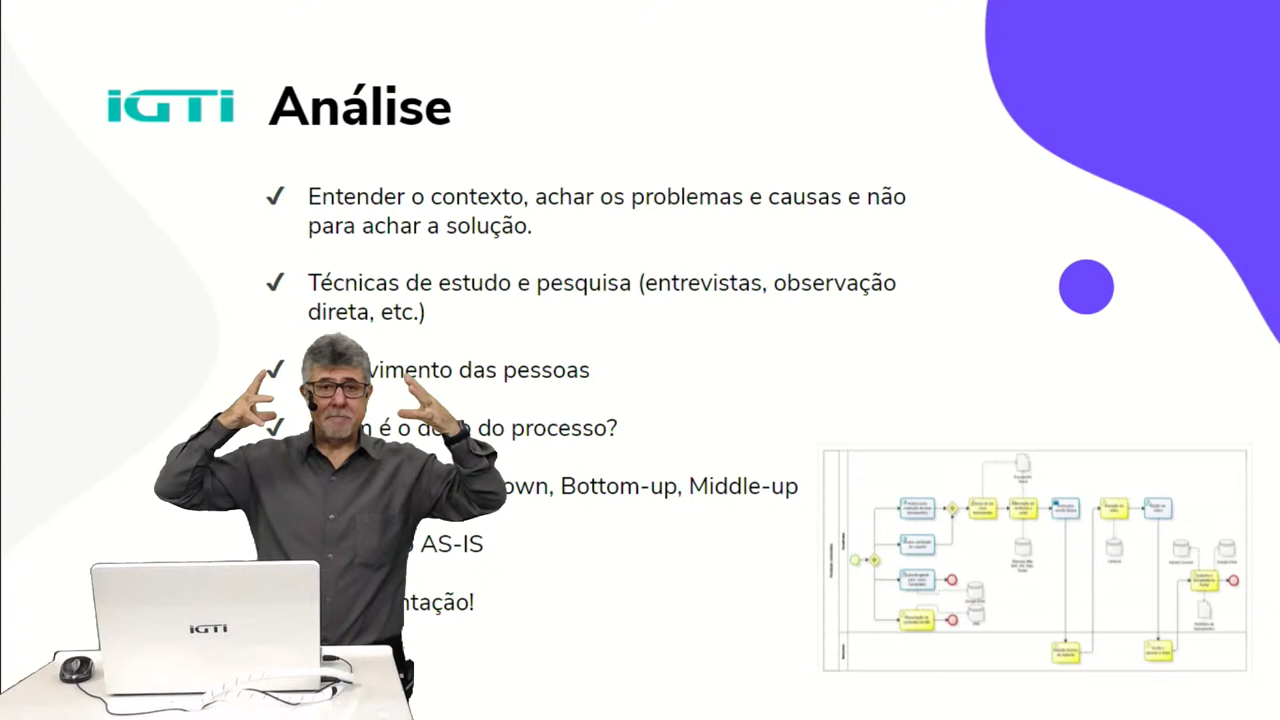 iGTi Análise
✓ Entender o contexto, achar os problemas e causas e não
para achar a solução.
✓ Técnicas de estudo e pesquisa (entrevistas, observação
direta, etc.)
✓ vimento das pessoas
✓ é o do processo?
own, Bottom-up, Middle-up
AS-IS
ntação!
iGTi